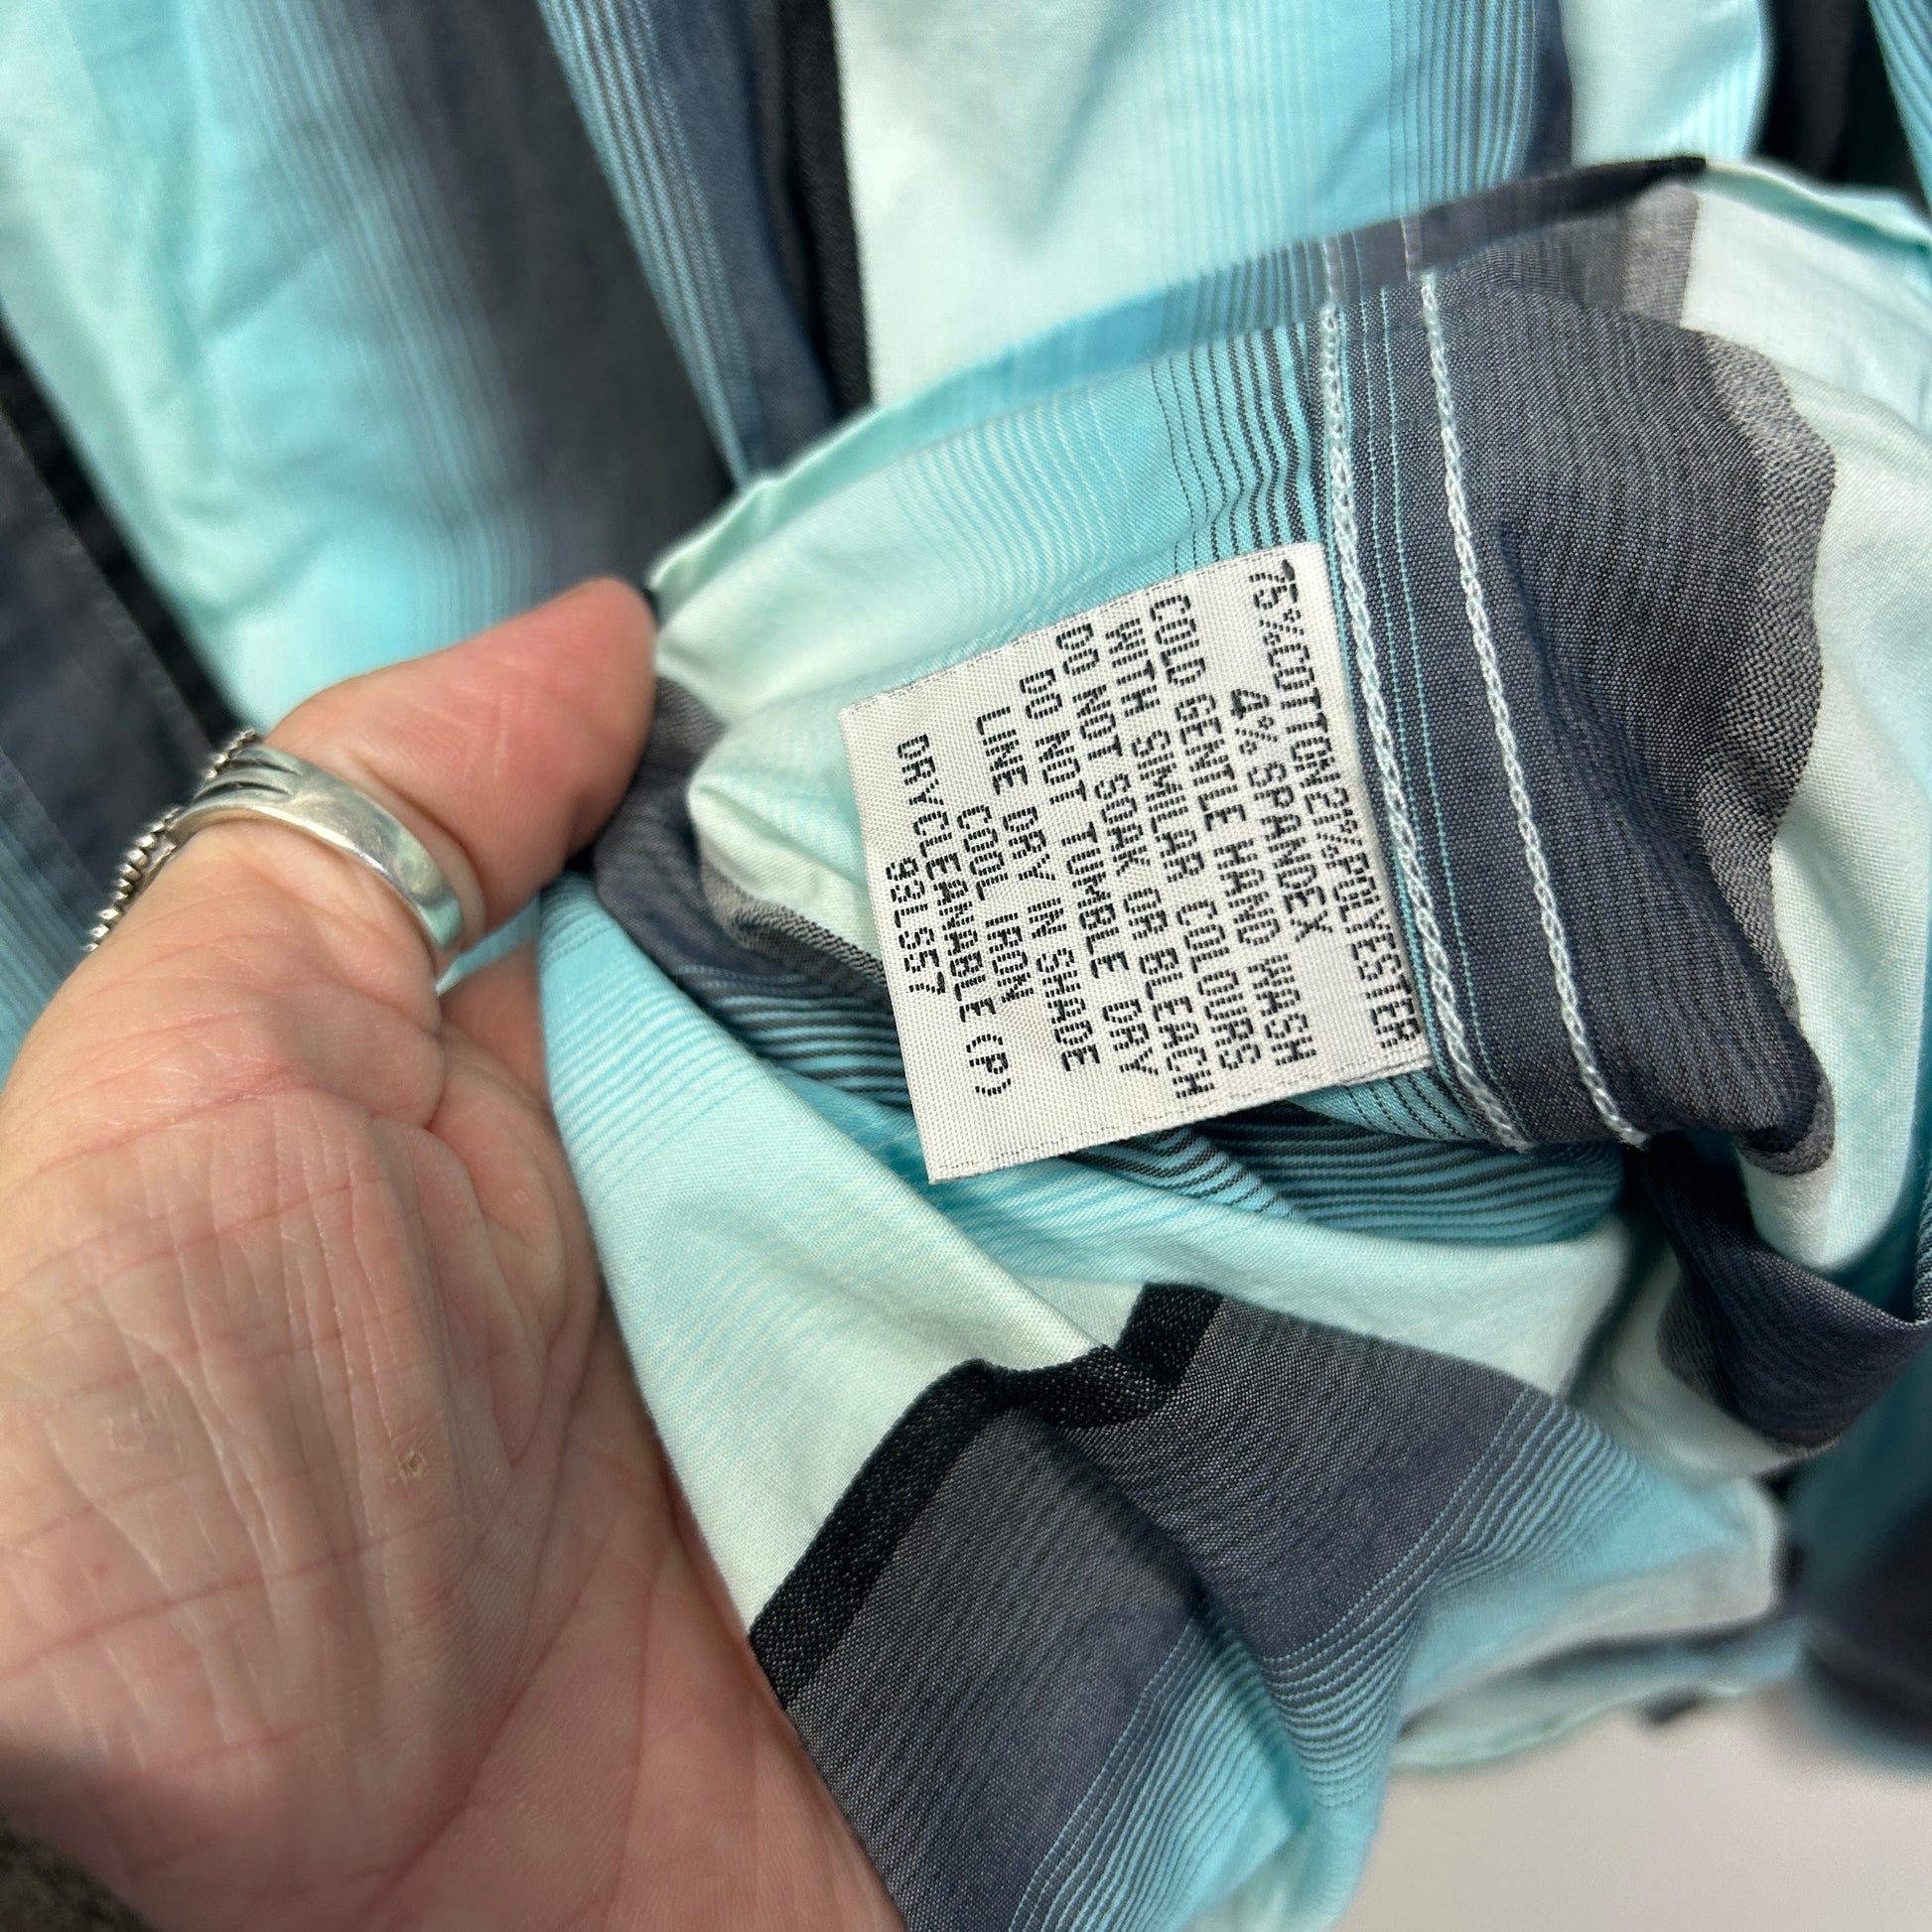 75%COTTON21%POLYESTER
4% SPANDEX
COLD GENTLE HAND WASH
WITH SIMILAR COLOURS
DO NOT SOAK OR BLEACH
DO NOT TUMBLE DRY
LINE DRY IN SHADE
COOL IRON
DRYCLEANABLE (P)
93LS57